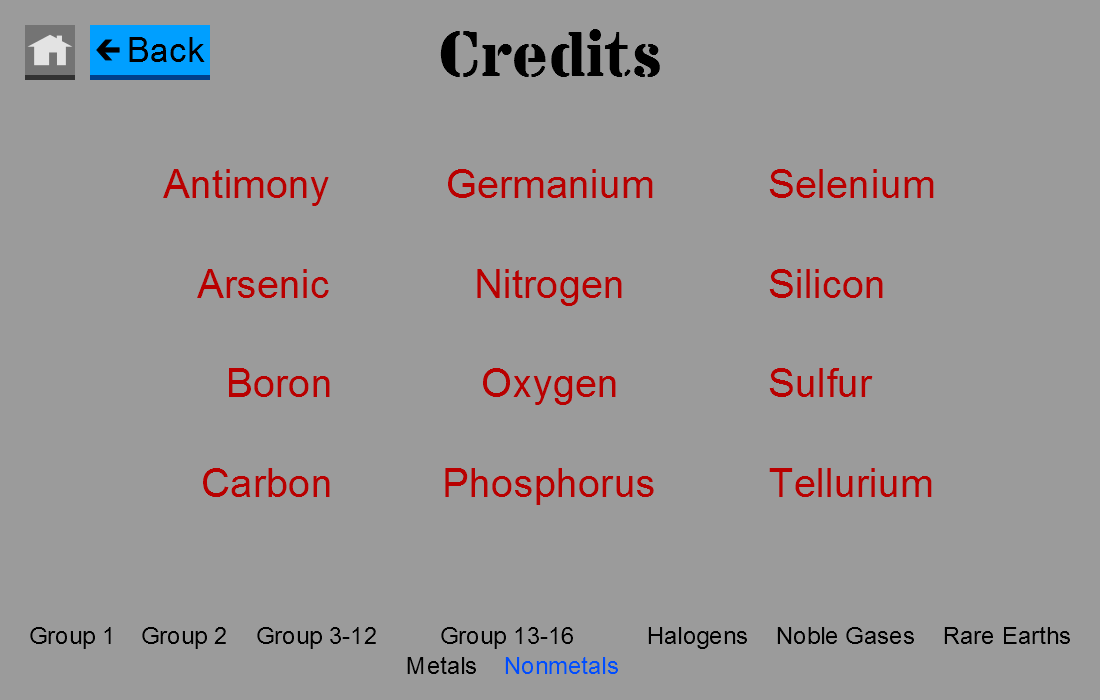 Back
Credits
Antimony Germanium Selenium
Arsenic Nitrogen Silicon
Boron Oxygen Sulfur
Carbon Phosphorus Tellurium
Group 1 Group 2 Group 3-12 Group 13-16 Halogens Noble Gases Rare Earths
Metals Nonmetals